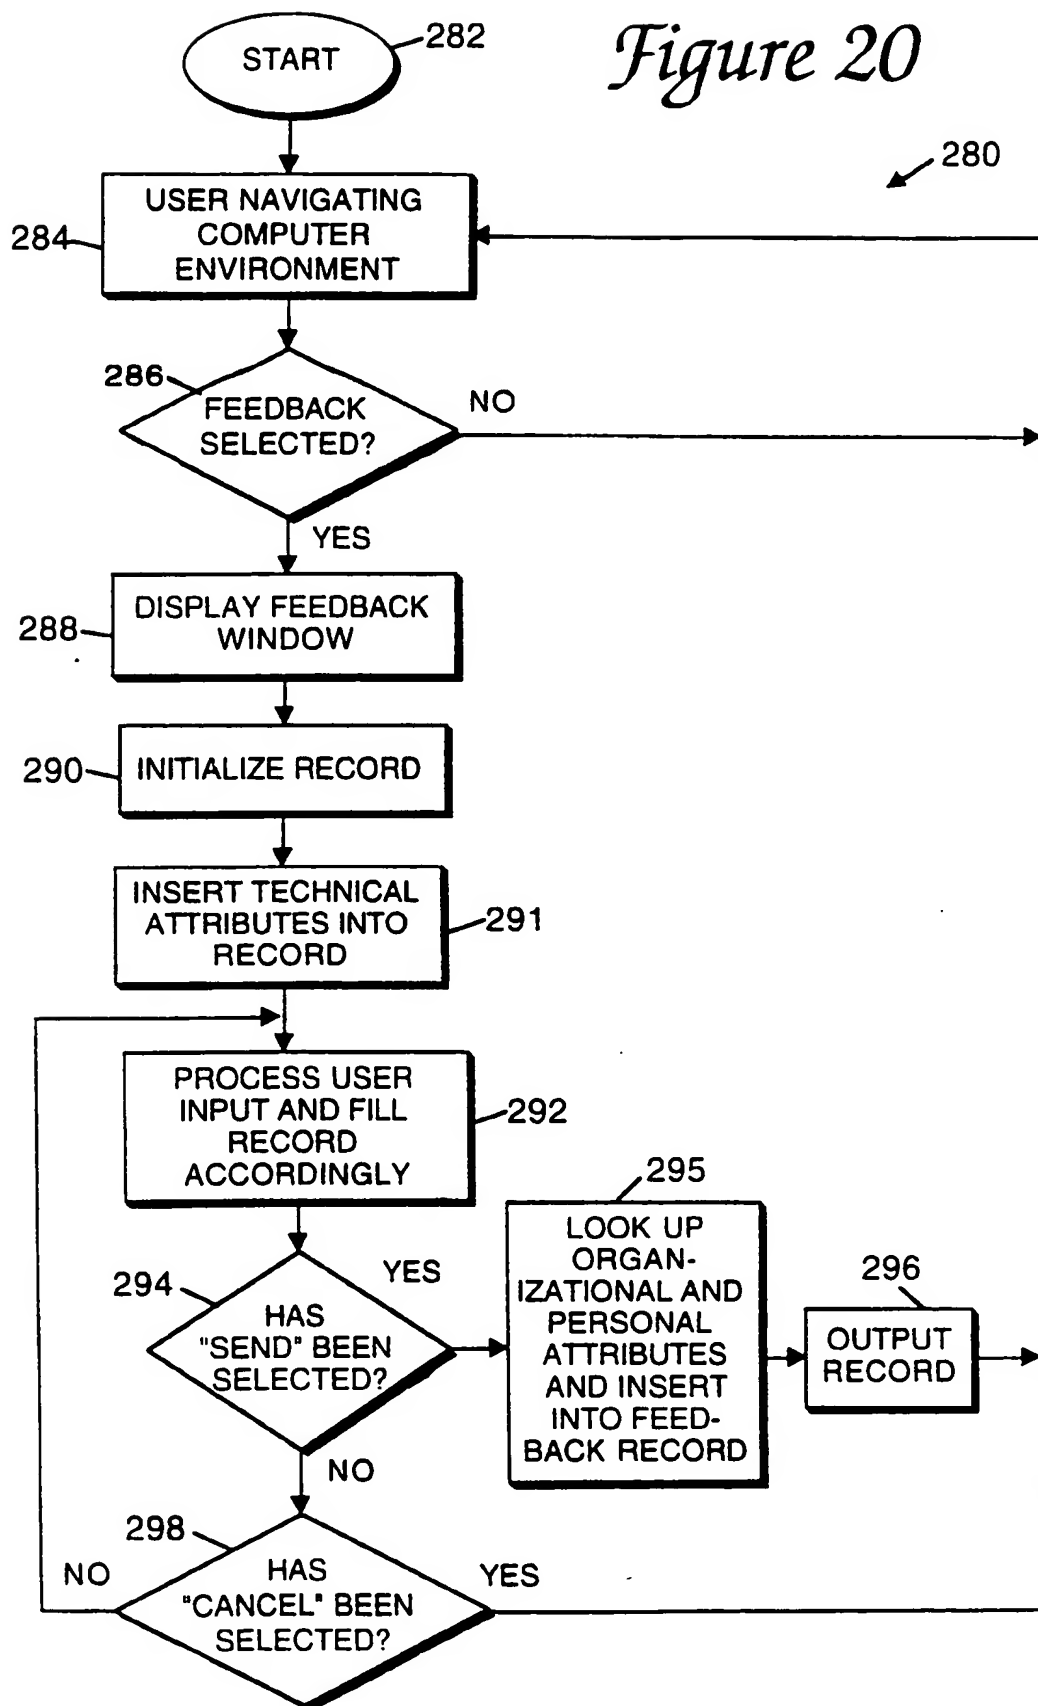 START
282
Figure 20
280
USER NAVIGATING
COMPUTER
ENVIRONMENT
284
286
FEEDBACK
SELECTED?
NO
YES
DISPLAY FEEDBACK
WINDOW
288
INITIALIZE RECORD
290
INSERT TECHNICAL
ATTRIBUTES INTO
RECORD
291
PROCESS USER
INPUT AND FILL
RECORD
ACCORDINGLY
292
294
HAS
"SEND" BEEN
SELECTED?
YES
NO
295
LOOK UP
ORGAN-
IZATIONAL AND
PERSONAL
ATTRIBUTES
AND INSERT
INTO FEED-
BACK RECORD
296
OUTPUT
RECORD
298
NO
HAS
"CANCEL" BEEN
SELECTED?
YES